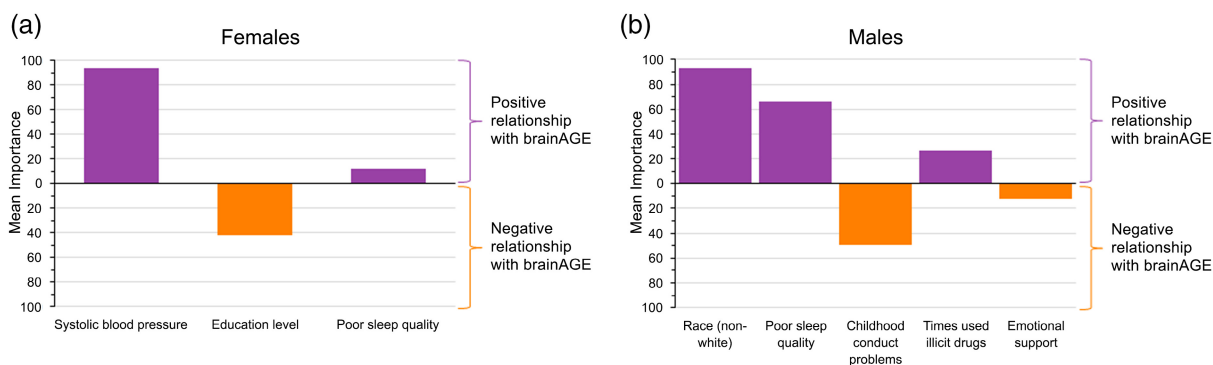 (a)
Females
Mean Importance
100
80
60
40
20
0
20
40
60
80
100
Systolic blood pressure
Education level
Poor sleep quality
Positive
relationship
with brainAGE
Negative
relationship
with brainAGE
(b)
Males
Mean Importance
100
80
60
40
20
0
20
40
60
80
100
Race (non-
white)
Poor sleep
quality
Childhood
conduct
problems
Times used
illicit drugs
Emotional
support
Positive
relationship
with brainAGE
Negative
relationship
with brainAGE